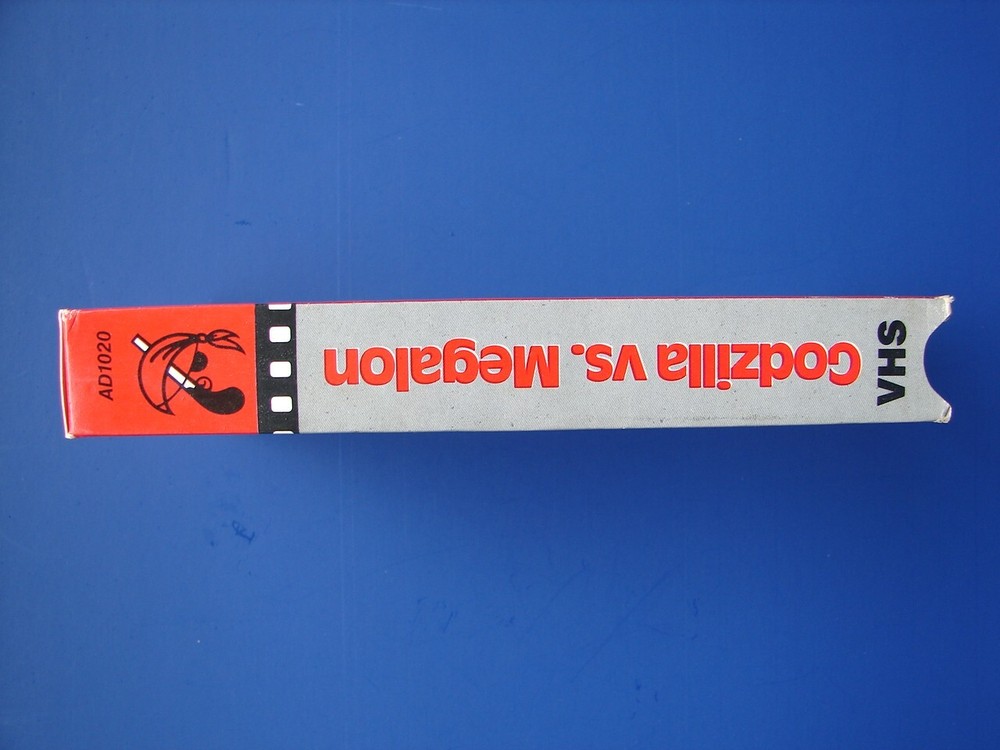 VHS
Godzilla vs. Megalon
AD1020